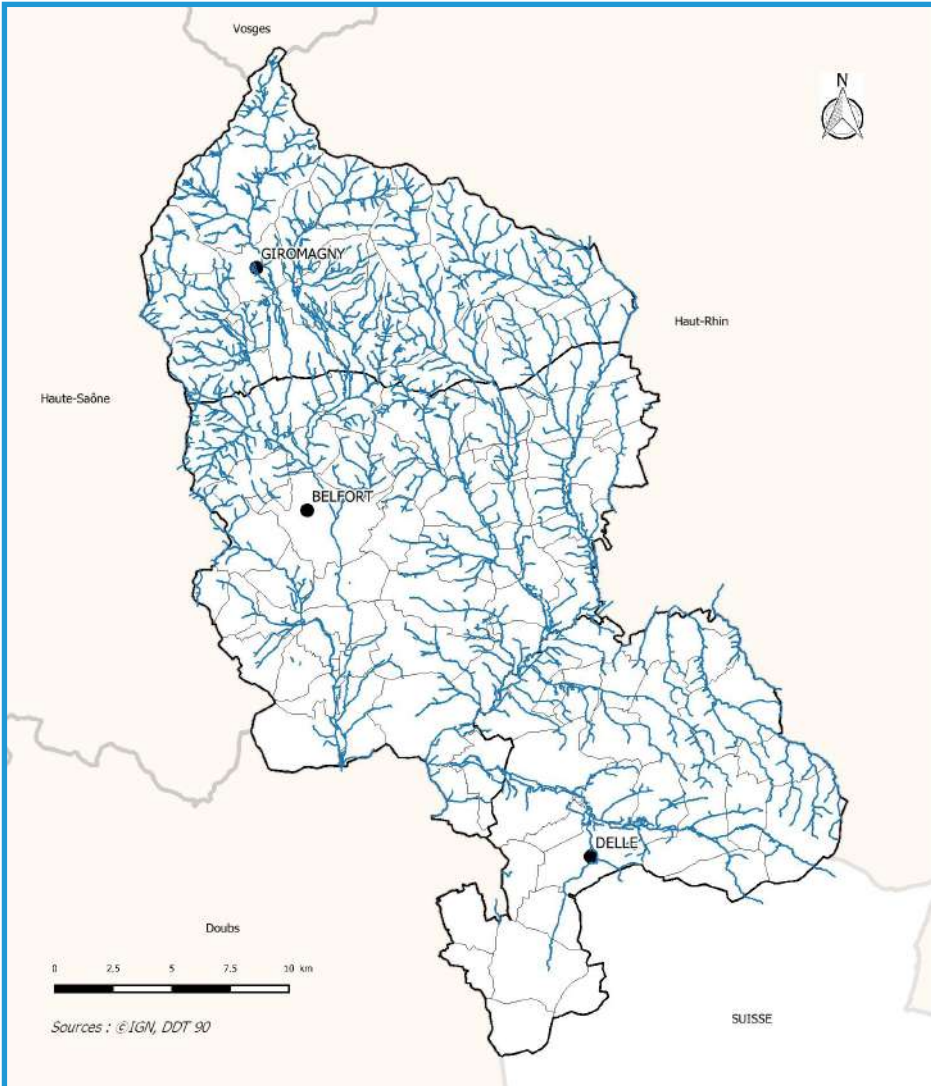 Vosges
N
GIROMAGNY
Haut-Rhin
Haute-Saône
BELFORT
DELLE
Doubs
0 2.5 5 7.5 10 km
Sources : ©IGN, DDT 90
SUISSE